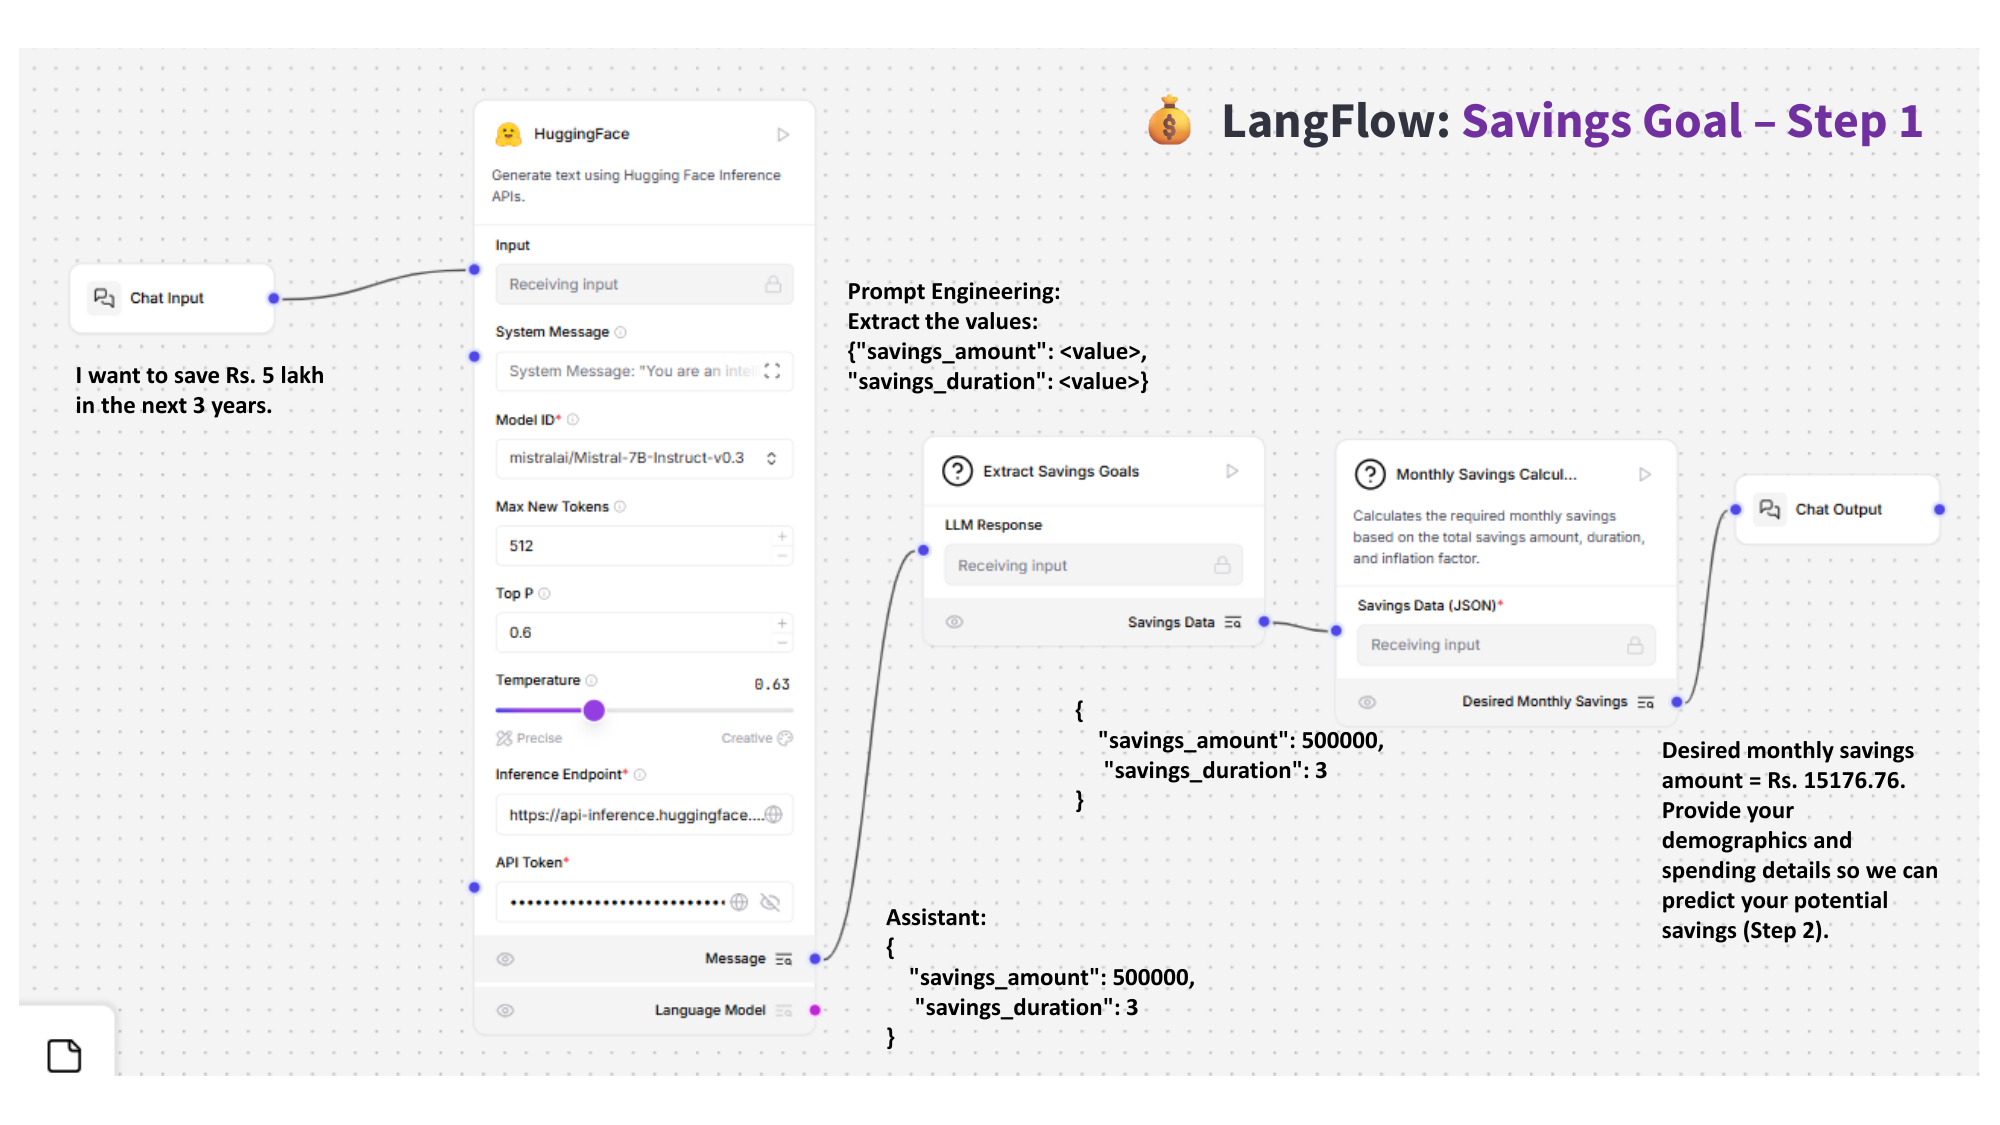 LangFlow: Savings Goal – Step 1
Chat Input
I want to save Rs. 5 lakh
in the next 3 years.
HuggingFace
Generate text using Hugging Face Inference
APIs.
Input
Receiving input
System Message
System Message: "You are an intel
Model ID*
mistralai/Mistral-7B-Instruct-v0.3
Max New Tokens
512
Top P
0.6
Temperature
0.63
Precise
Creative
Inference Endpoint*
https://api-inference.huggingface....
API Token*
Message
Language Model
Prompt Engineering:
Extract the values:
{"savings_amount": <value>,
"savings_duration": <value>}
Extract Savings Goals
LLM Response
Receiving input
Savings Data
{
"savings_amount": 500000,
"savings_duration": 3
}
Assistant:
{
"savings_amount": 500000,
"savings_duration": 3
}
Monthly Savings Calcul...
Calculates the required monthly savings
based on the total savings amount, duration,
and inflation factor.
Savings Data (JSON)*
Receiving input
Desired Monthly Savings
Chat Output
Desired monthly savings
amount = Rs. 15176.76.
Provide your
demographics and
spending details so we can
predict your potential
savings (Step 2).